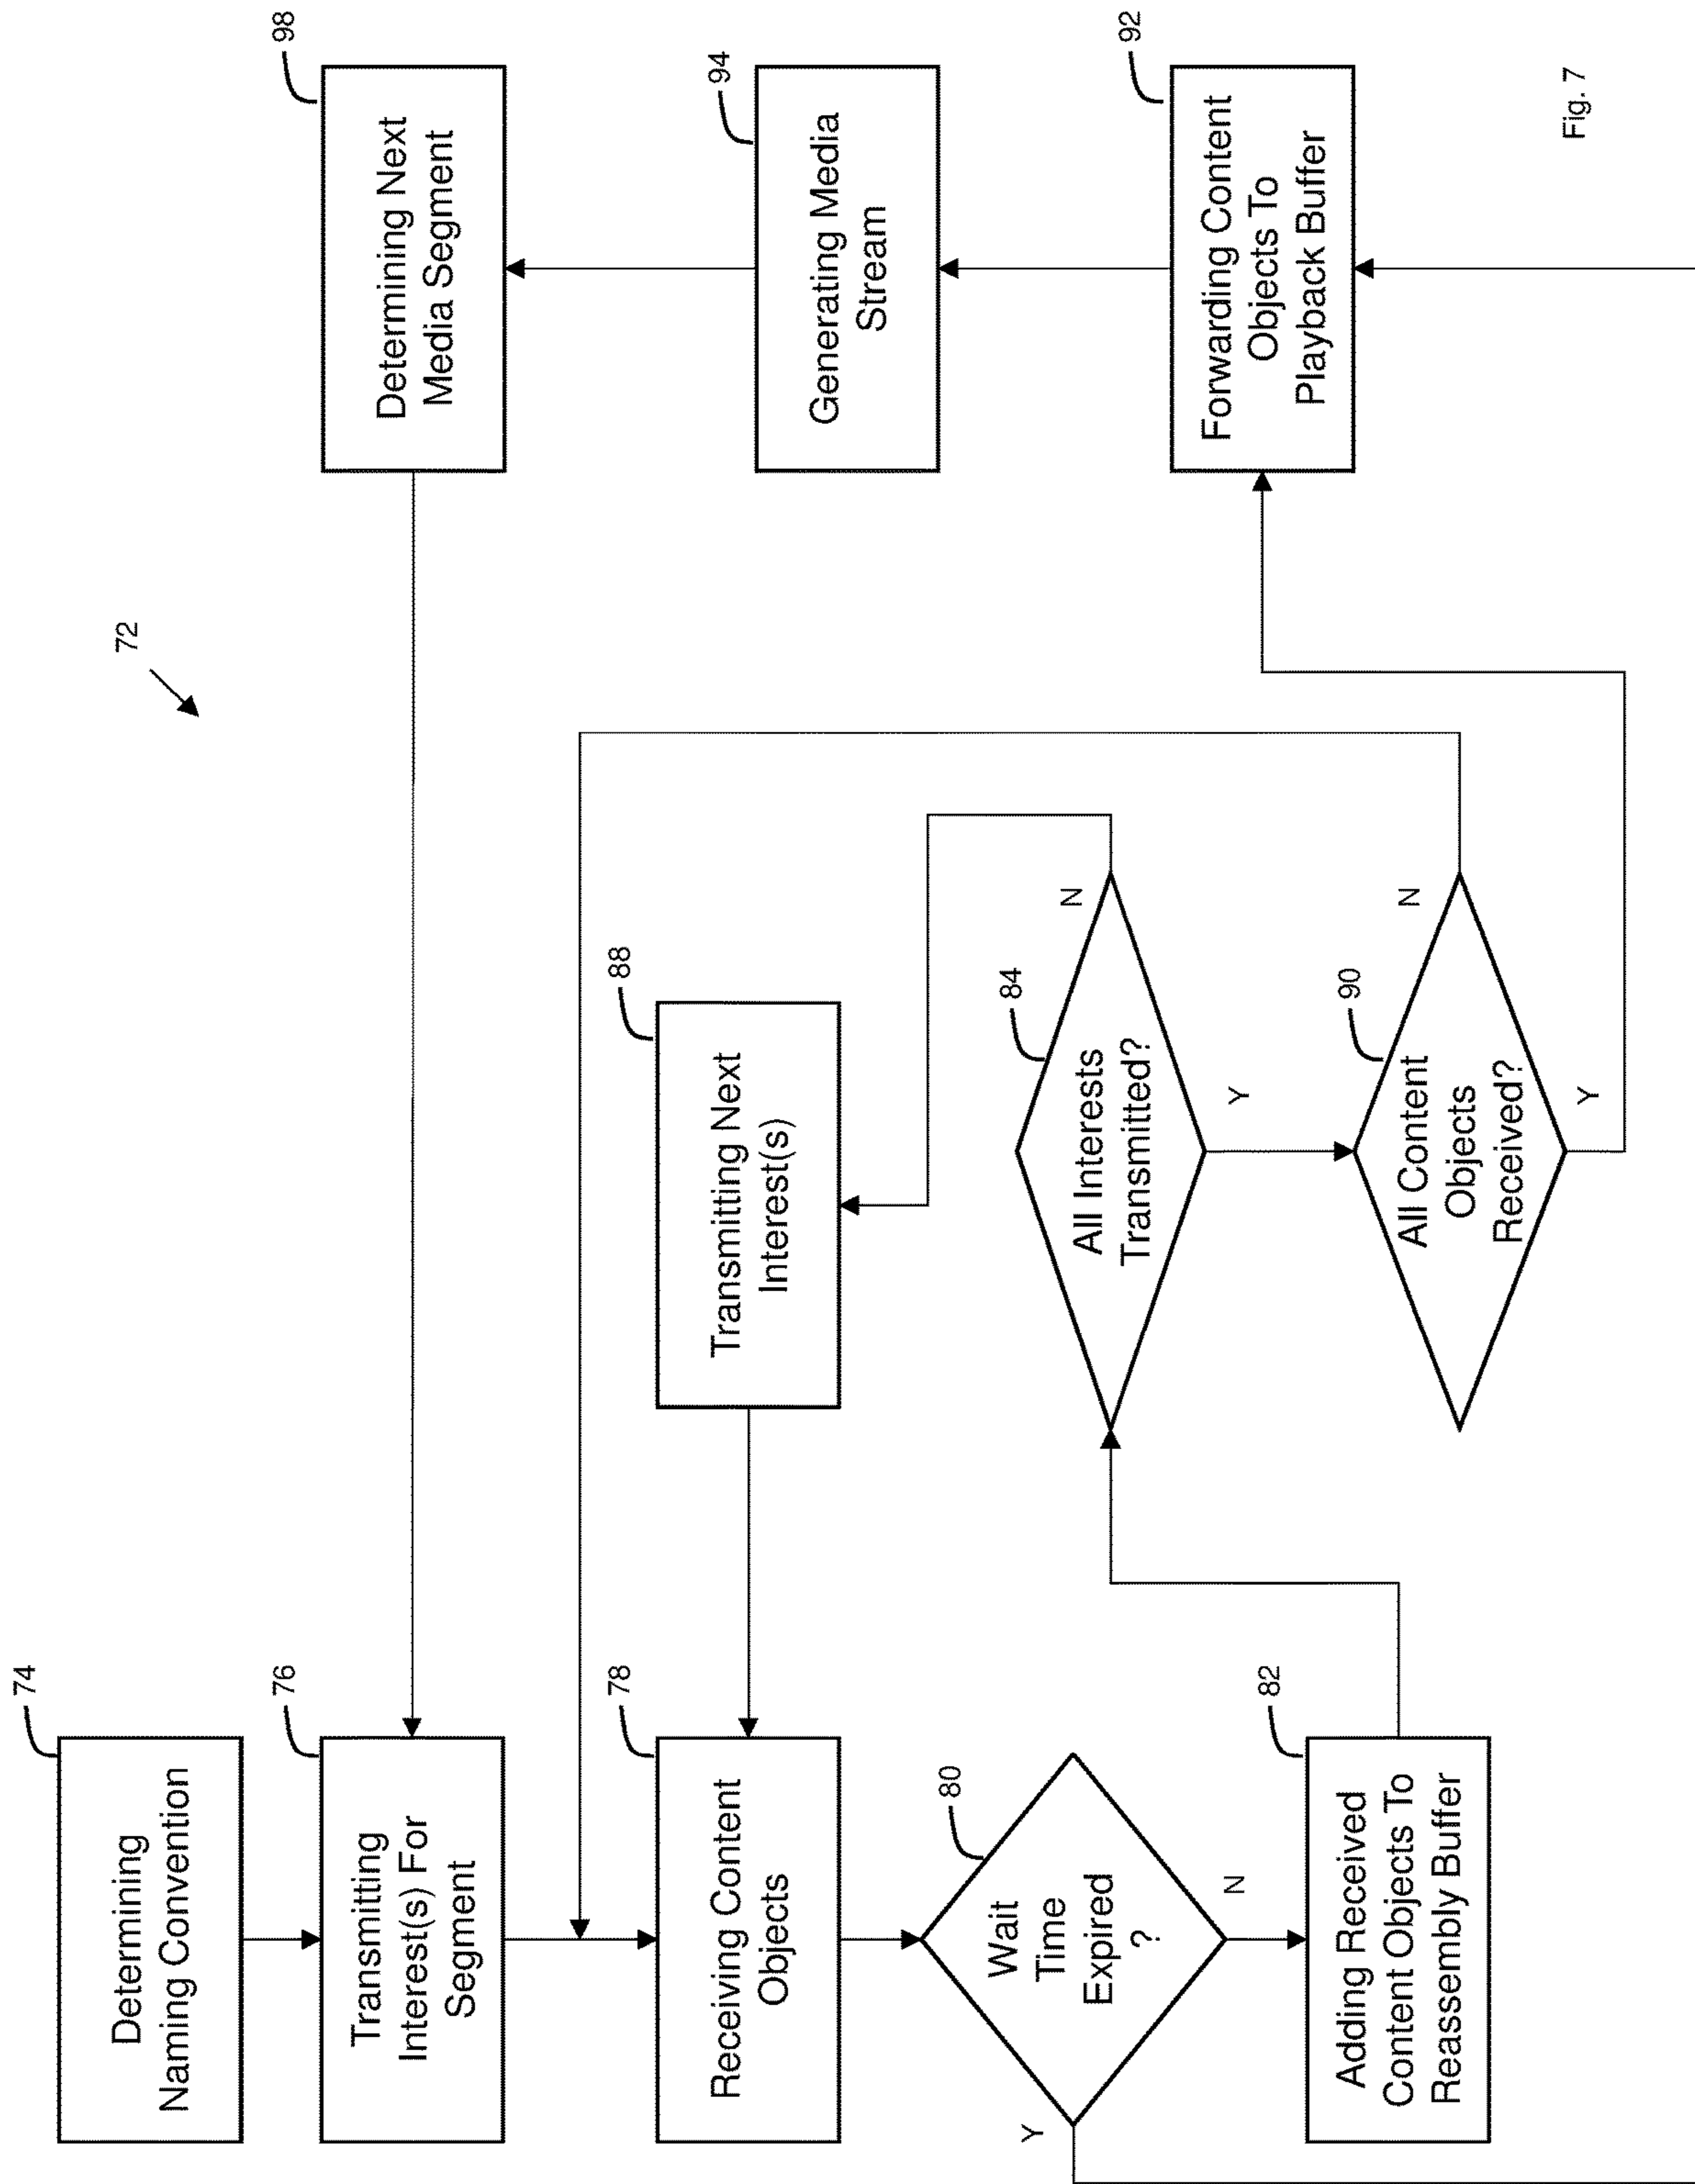 72
74
Determining
Naming Convention
76
Transmitting
Interest(s) For
Segment
78
Receiving Content
Objects
80
Wait
Time
Expired
?
Y
N
82
Adding Received
Content Objects To
Reassembly Buffer
88
Transmitting Next
Interest(s)
84
All Interests
Transmitted?
N
Y
90
All Content
Objects
Received?
N
Y
98
Determining Next
Media Segment
94
Generating Media
Stream
92
Forwarding Content
Objects To
Playback Buffer
Fig. 7